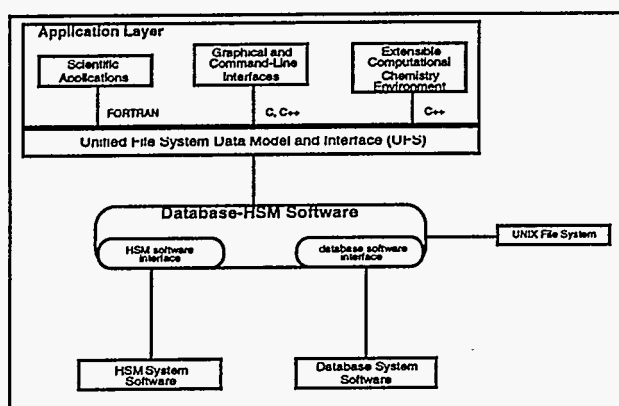 Application Layer
Scientific
Applications
Graphical and
Command-Line
Interfaces
Extensible
Computational
Chemistry
Environment
FORTRAN
C, C++
C++
Unified File System Data Model and Interface (UFS)
Database-HSM Software
HSM software
interface
database software
interface
UNIX File System
HSM System
Software
Database System
Software